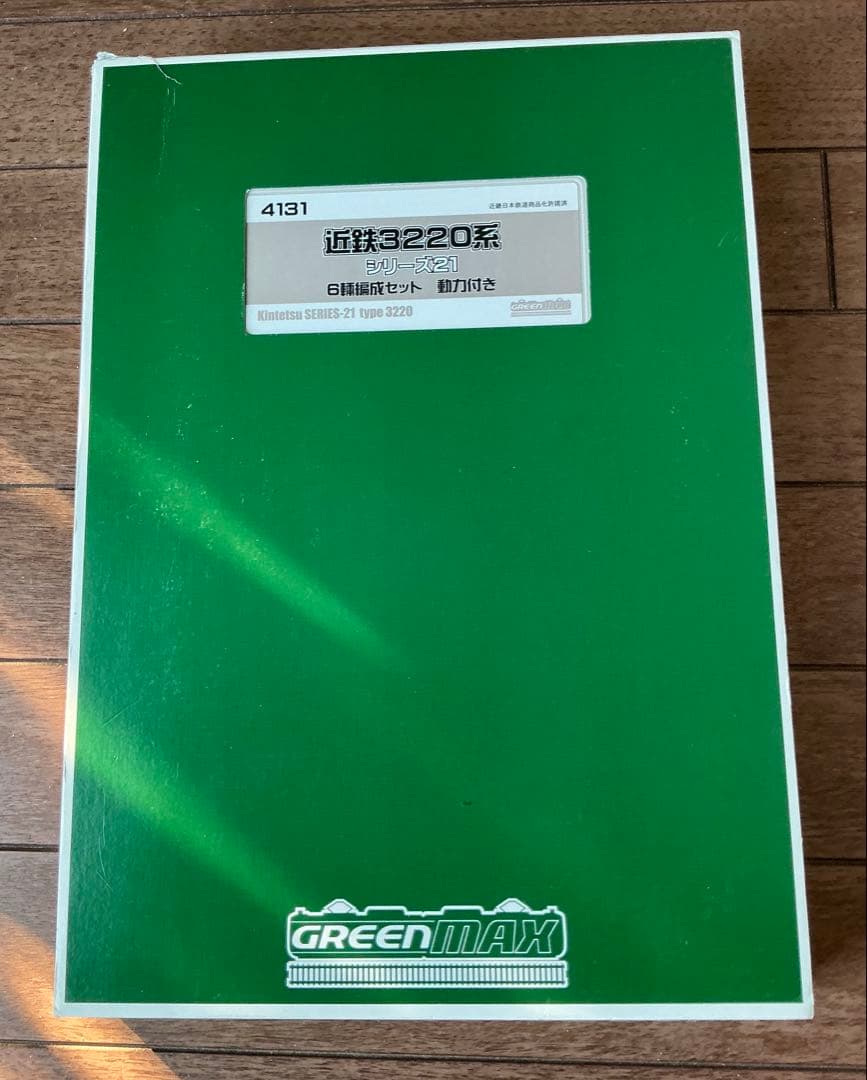 4131
近畿日本鉄道商品化許諾済
近鉄3220系
シリーズ21
6輛編成セット 動力付き
Kintetsu SERIES-21 type 3220
GREENMAX
GREENMAX